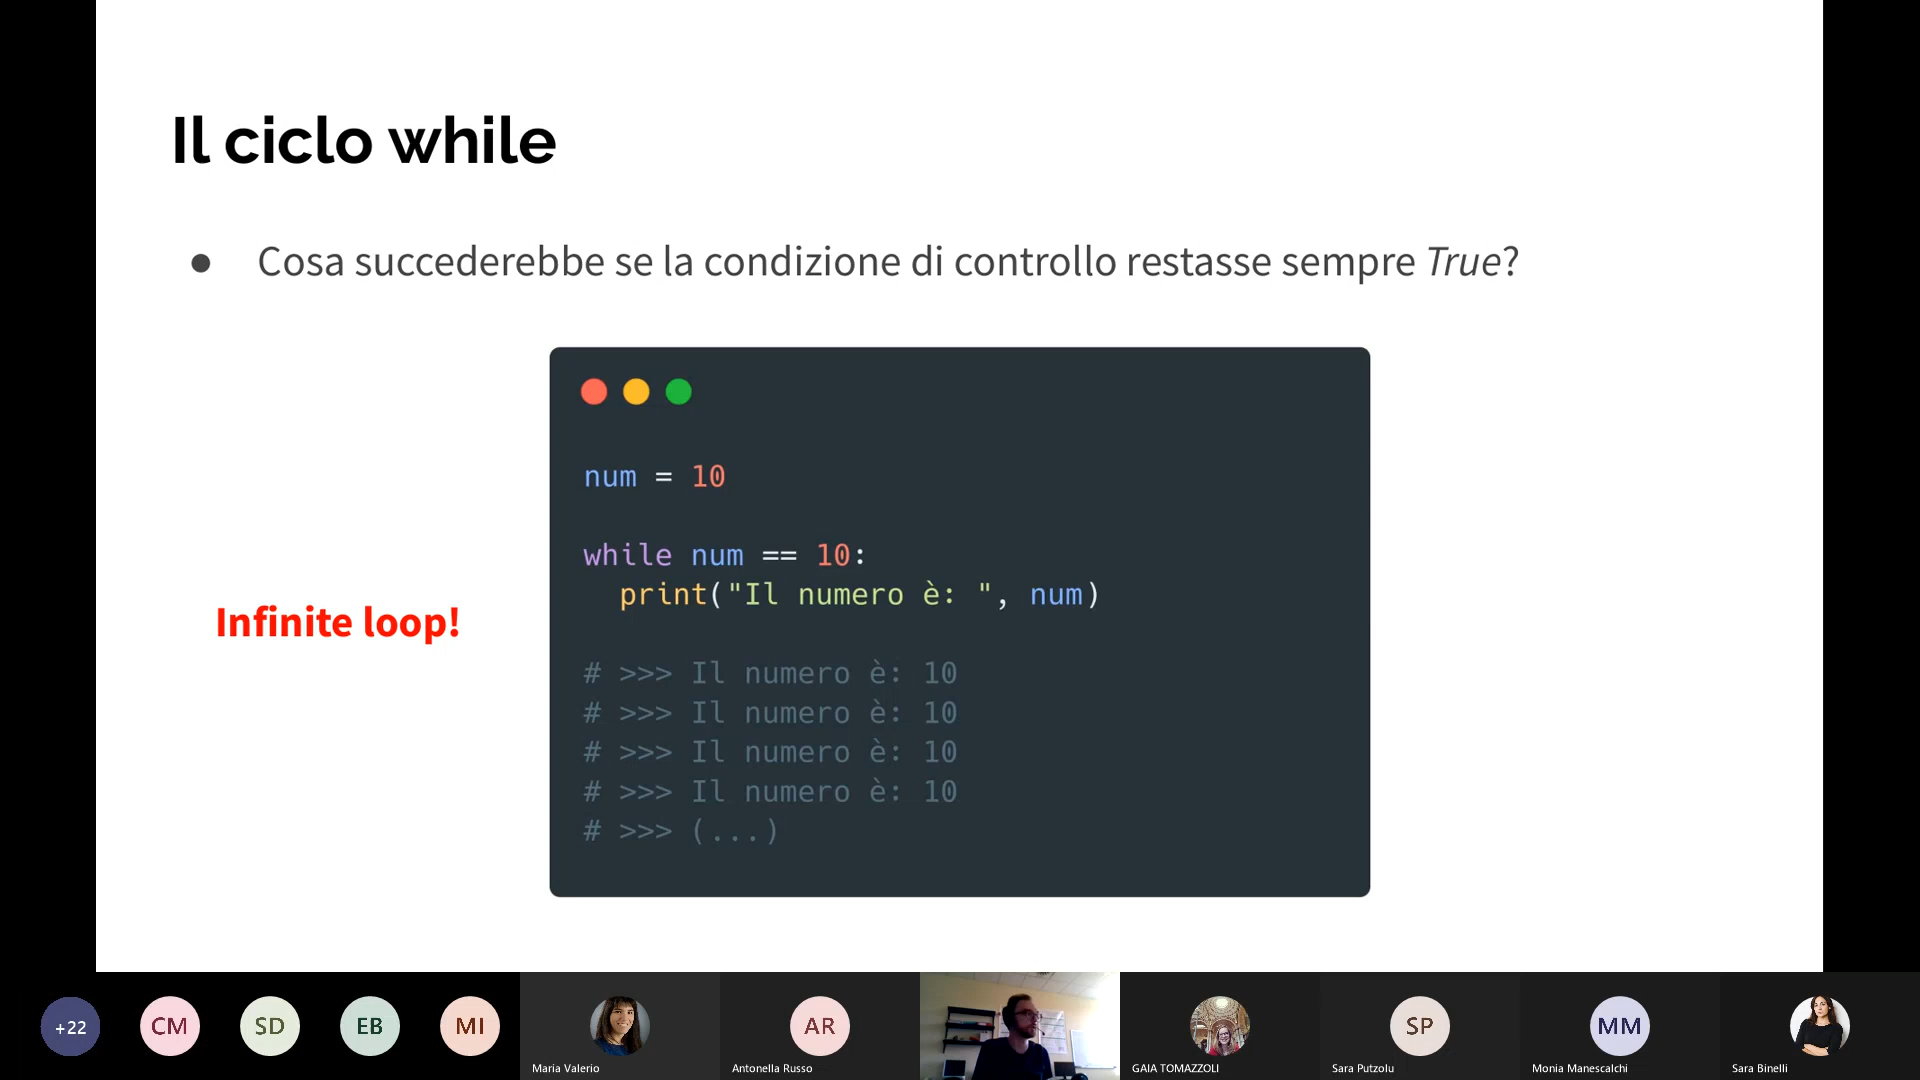 Il ciclo while
● Cosa succederebbe se la condizione di controllo restasse sempre True?
num = 10
while num == 10:
print("Il numero è: ", num)
Infinite loop!
# >>> Il numero è: 10
# >>> Il numero è: 10
# >>> Il numero è: 10
# >>> Il numero è: 10
# >>> (...)
+22
CM
SD
EB
MI
AR
SP
MM
Maria Valerio
Antonella Russo
GAIA TOMAZZOLI
Sara Putzolu
Monia Manescalchi
Sara Binelli